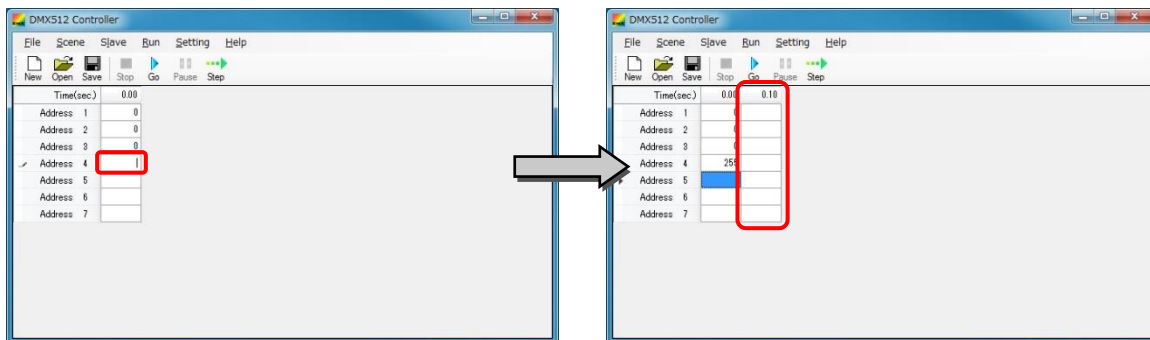 DMX512 Controller
File Scene Slave Run Setting Help
New Open Save Stop Go Pause Step
Time(sec.) 0.00
Address 1 0
Address 2 0
Address 3 0
Address 4
Address 5
Address 6
Address 7
DMX512 Controller
File Scene Slave Run Setting Help
New Open Save Stop Go Pause Step
Time(sec.) 0.00 0.10
Address 1 0
Address 2 0
Address 3 0
Address 4 255
Address 5
Address 6
Address 7